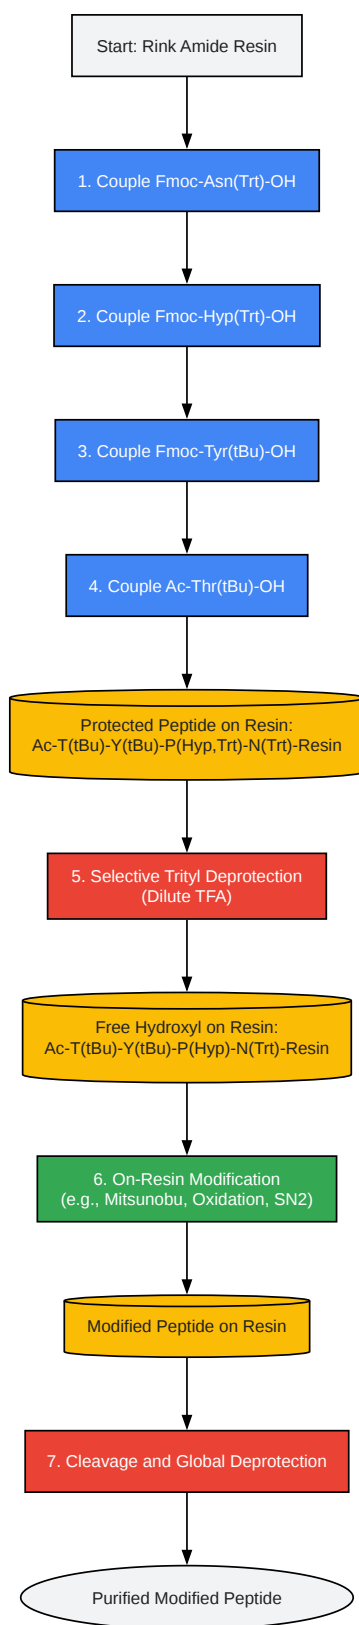 Start: Rink Amide Resin
1. Couple Fmoc-Asn(Trt)-OH
2. Couple Fmoc-Hyp(Trt)-OH
3. Couple Fmoc-Tyr(tBu)-OH
4. Couple Ac-Thr(tBu)-OH
Protected Peptide on Resin:
Ac-T(tBu)-Y(tBu)-P(Hyp,Trt)-N(Trt)-Resin
5. Selective Trityl Deprotection
(Dilute TFA)
Free Hydroxyl on Resin:
Ac-T(tBu)-Y(tBu)-P(Hyp)-N(Trt)-Resin
6. On-Resin Modification
(e.g., Mitsunobu, Oxidation, SN2)
Modified Peptide on Resin
7. Cleavage and Global Deprotection
Purified Modified Peptide